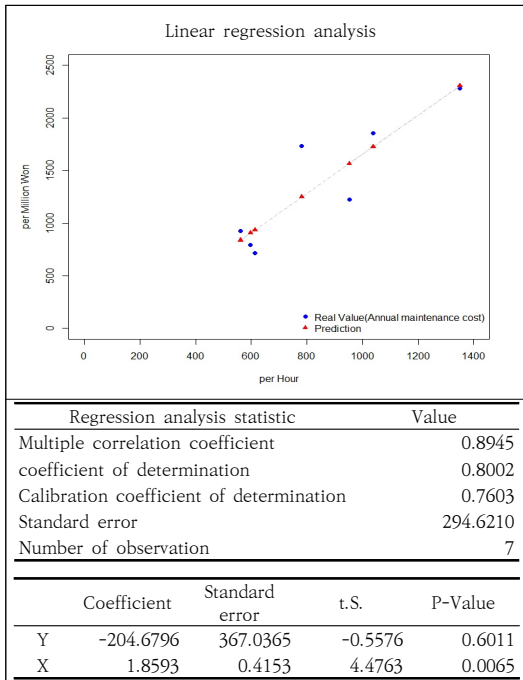 Linear regression analysis
2500
2000
1500
1000
500
0
per Million Won
Real Value(Annual maintenance cost)
Prediction
0 200 400 600 800 1000 1200 1400
per Hour
Regression analysis statistic Value
Multiple correlation coefficient 0.8945
coefficient of determination 0.8002
Calibration coefficient of determination 0.7603
Standard error 294.6210
Number of observation 7
Coefficient Standard error t.S. P-Value
Y -204.6796 367.0365 -0.5576 0.6011
X 1.8593 0.4153 4.4763 0.0065